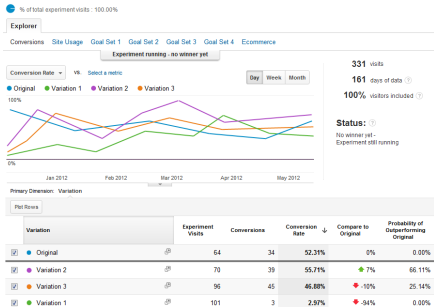 % of total experiment visits : 100.00%
Explorer
Conversions Site Usage Goal Set 1 Goal Set 2 Goal Set 3 Goal Set 4 Ecommerce
Experiment running - no winner yet
Conversion Rate vs. Select a metric
Day Week Month
Original Variation 1 Variation 2 Variation 3
100%
0%
Jan 2012 Feb 2012 Mar 2012 Apr 2012 May 2012
331 visits
161 days of data
100% visitors included
Status:
No winner yet -
Experiment still running
Primary Dimension: Variation
Plot Rows
Variation Experiment Visits Conversions Conversion Rate Compare to Original Probability of Outperforming Original
Original 64 34 52.31% 0% 0.00%
Variation 2 70 39 55.71% 7% 66.11%
Variation 3 96 45 46.88% -10% 25.14%
Variation 1 101 3 2.97% -94% 0.00%